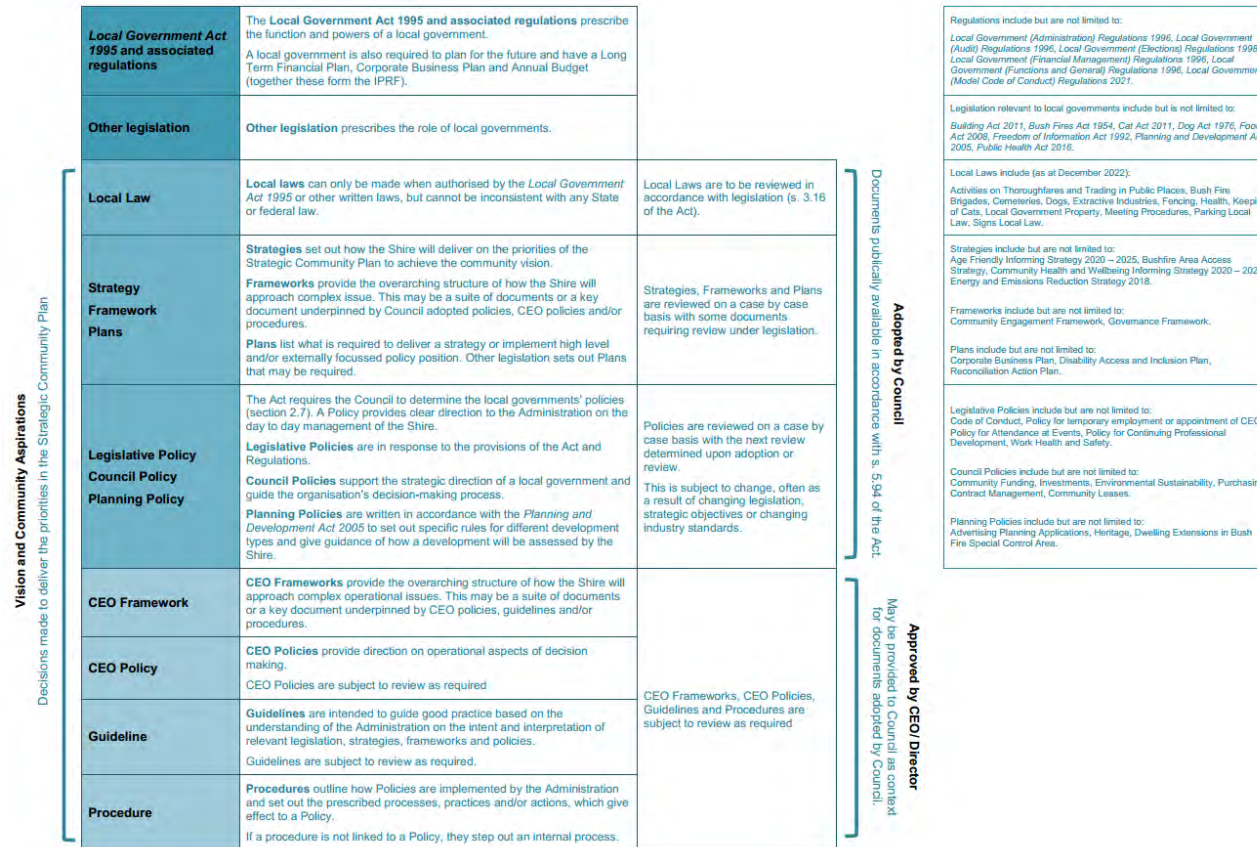 Local Government Act
1995 and associated
regulations
The Local Government Act 1995 and associated regulations prescribe
the function and powers of a local government.
A local government is also required to plan for the future and have a Long
Term Financial Plan, Corporate Business Plan and Annual Budget
(together these form the IPRF).
Regulations include but are not limited to:
Local Government (Administration) Regulations 1996, Local Government
(Audit) Regulations 1996, Local Government (Elections) Regulations 1998
Local Government (Financial Management) Regulations 1996, Local
Government (Functions and General) Regulations 1996, Local
(Model Code of Conduct) Regulations 2021.
Other legislation
Other legislation prescribes the role of local governments.
Legislation relevant to local governments include but is not limited to:
Building Act 2011, Bush Fires Act 1954, Cat Act 2011, Dog Act 1976,
Act 2008, Freedom of Information Act 1992, Planning and Development
2005, Public Health Act 2016.
Vision and Community Aspirations
Decisions made to deliver the priorities in the Strategic Community Plan
Local Law
Local laws can only be made when authorised by the Local Government
Act 1995 or other written laws, but cannot be inconsistent with any State
or federal law.
Local Laws are to be reviewed in
accordance with legislation (s. 3.16
of the Act).
Local Laws include (as at December 2022):
Activities on Thoroughfares and Trading in Public Places, Bush Fire
Brigades, Cemeteries, Dogs, Extractive Industries, Fencing, Health,
of Cats, Local Government Property, Meeting Procedures, Parking Local
Law, Signs Local Law.
Strategy
Framework
Plans
Strategies set out how the Shire will deliver on the priorities of the
Strategic Community Plan to achieve the community vision.
Frameworks provide the overarching structure of how the Shire will
approach complex issue. This may be a suite of documents or a key
document underpinned by Council adopted policies, CEO policies and/or
procedures.
Plans list what is required to deliver a strategy or implement high level
and/or externally focussed policy position. Other legislation sets out Plans
that may be required.
Strategies, Frameworks and Plans
are reviewed on a case by case
basis with some documents
requiring review under legislation.
Strategies include but are not limited to:
Age Friendly Informing Strategy 2020 – 2025, Bushfire Area Access
Strategy, Community Health and Wellbeing Informing Strategy 2020 –
Energy and Emissions Reduction Strategy 2018.
Frameworks include but are not limited to:
Community Engagement Framework, Governance Framework.
Plans include but are not limited to:
Corporate Business Plan, Disability Access and Inclusion Plan,
Reconciliation Action Plan.
Legislative Policy
Council Policy
Planning Policy
The Act requires the Council to determine the local governments' policies
(section 2.7). A Policy provides clear direction to the Administration on the
day to day management of the Shire.
Legislative Policies are in response to the provisions of the Act and
Regulations.
Council Policies support the strategic direction of a local government and
guide the organisation's decision-making process.
Planning Policies are written in accordance with the Planning and
Development Act 2005 to set out specific rules for different development
types and give guidance of how a development will be assessed by the
Shire.
Policies are reviewed on a case by
case basis with the next review
determined upon adoption or
review.
This is subject to change, often as
a result of changing legislation,
strategic objectives or changing
industry standards.
Documents publically available in accordance with s. 5.94 of the Act.
Adopted by Council
Legislative Policies include but are not limited to:
Code of Conduct, Policy for temporary employment or appointment of CEO
Policy for Attendance at Events, Policy for Continuing Professional
Development, Work Health and Safety.
Council Policies include but are not limited to:
Community Funding, Investments, Environmental Sustainability,
Contract Management, Community Leases.
Planning Policies include but are not limited to:
Advertising Planning Applications, Heritage, Dwelling Extensions in Bush
Fire Special Control Area.
CEO Framework
CEO Frameworks provide the overarching structure of how the Shire will
approach complex operational issues. This may be a suite of documents
or a key document underpinned by CEO policies, guidelines and/or
procedures.
CEO Policy
CEO Policies provide direction on operational aspects of decision
making.
CEO Policies are subject to review as required
Guideline
Guidelines are intended to guide good practice based on the
understanding of the Administration on the intent and interpretation of
relevant legislation, strategies, frameworks and policies.
Guidelines are subject to review as required.
Procedure
Procedures outline how Policies are implemented by the Administration
and set out the prescribed processes, practices and/or actions, which give
effect to a Policy.
If a procedure is not linked to a Policy, they step out an internal process.
CEO Frameworks, CEO Policies,
Guidelines and Procedures are
subject to review as required
May be provided to Council as context
for documents adopted by Council.
Approved by CEO/ Director